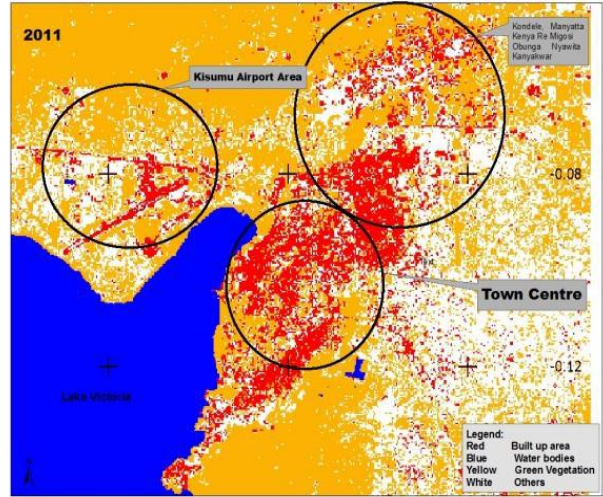 2011
Kondele, Manyatta
Kenya Re Migosi
Obunga Nyawita
Kanyakwar
Kisumu Airport Area
-0.08
Town Centre
-0.12
Lake Victoria
Legend:
Red Built up area
Blue Water bodies
Yellow Green Vegetation
White Others